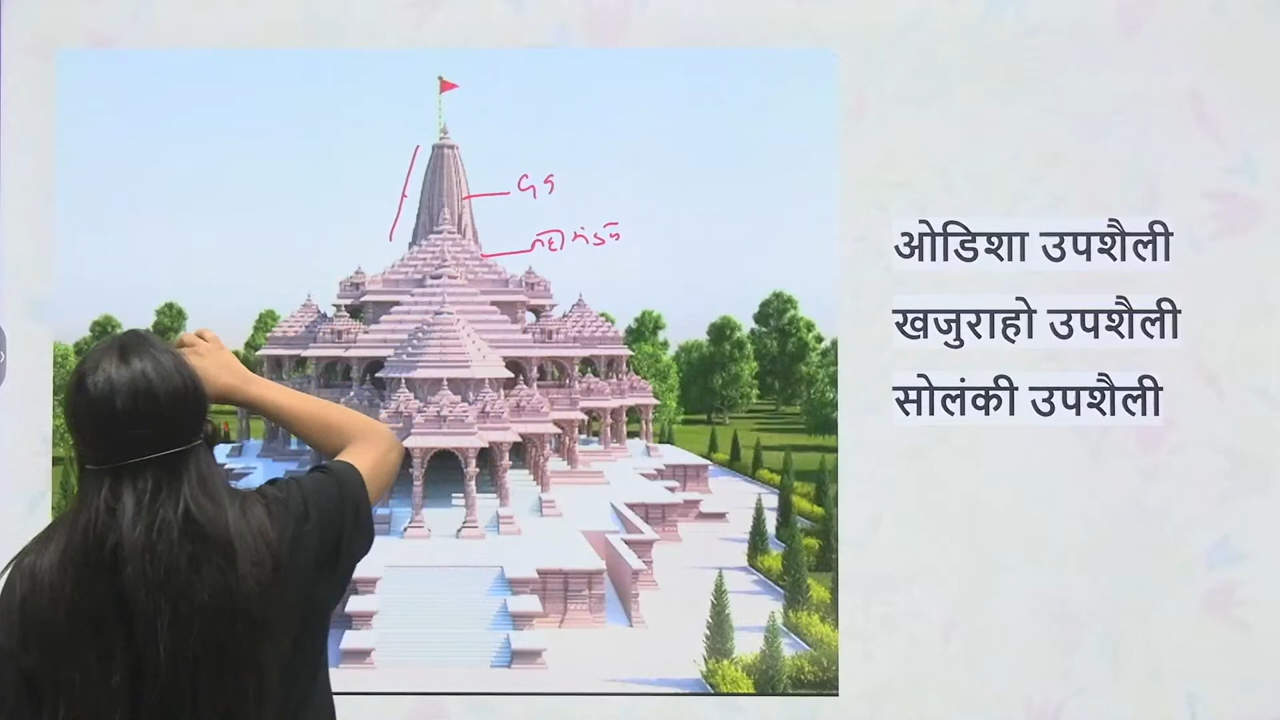 ओडिशा उपशैली
खजुराहो उपशैली
सोलंकी उपशैली